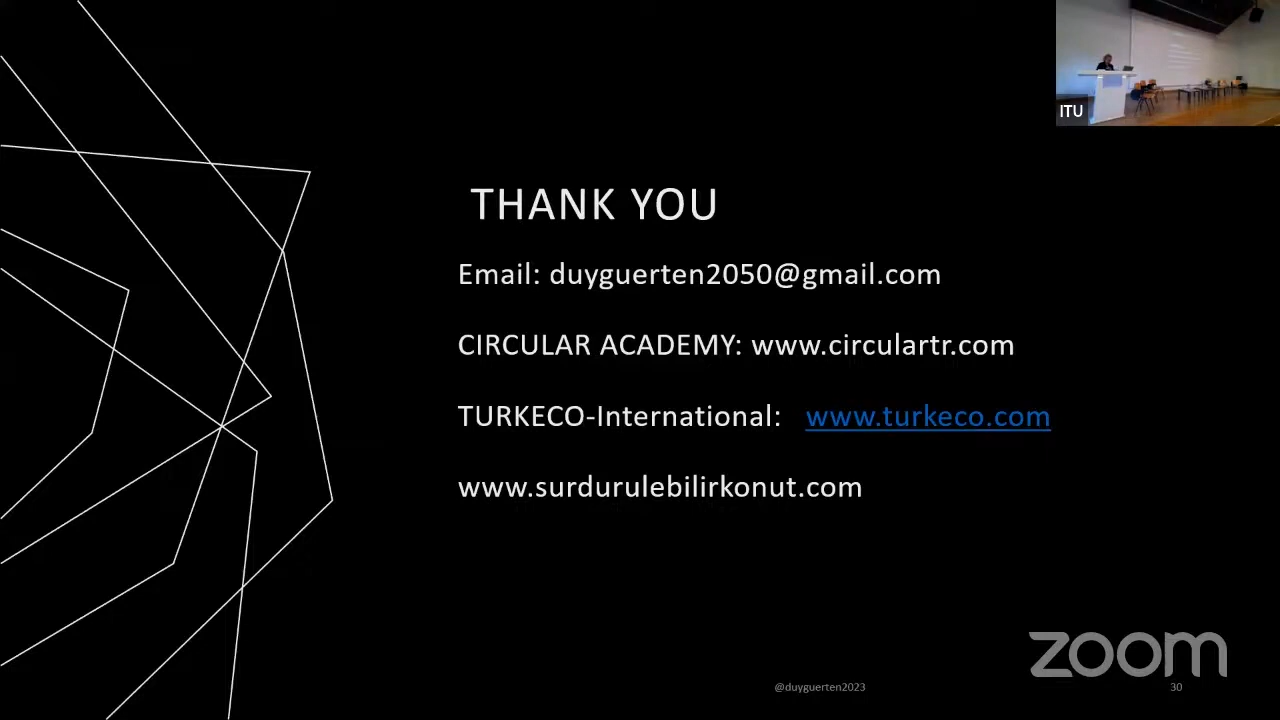 ITU
THANK YOU
Email: duyguerten2050@gmail.com
CIRCULAR ACADEMY: www.circulartr.com
TURKECO-International: www.turkeco.com
www.surdurulebilirkonut.com
zoom
@duyguerten2023
30